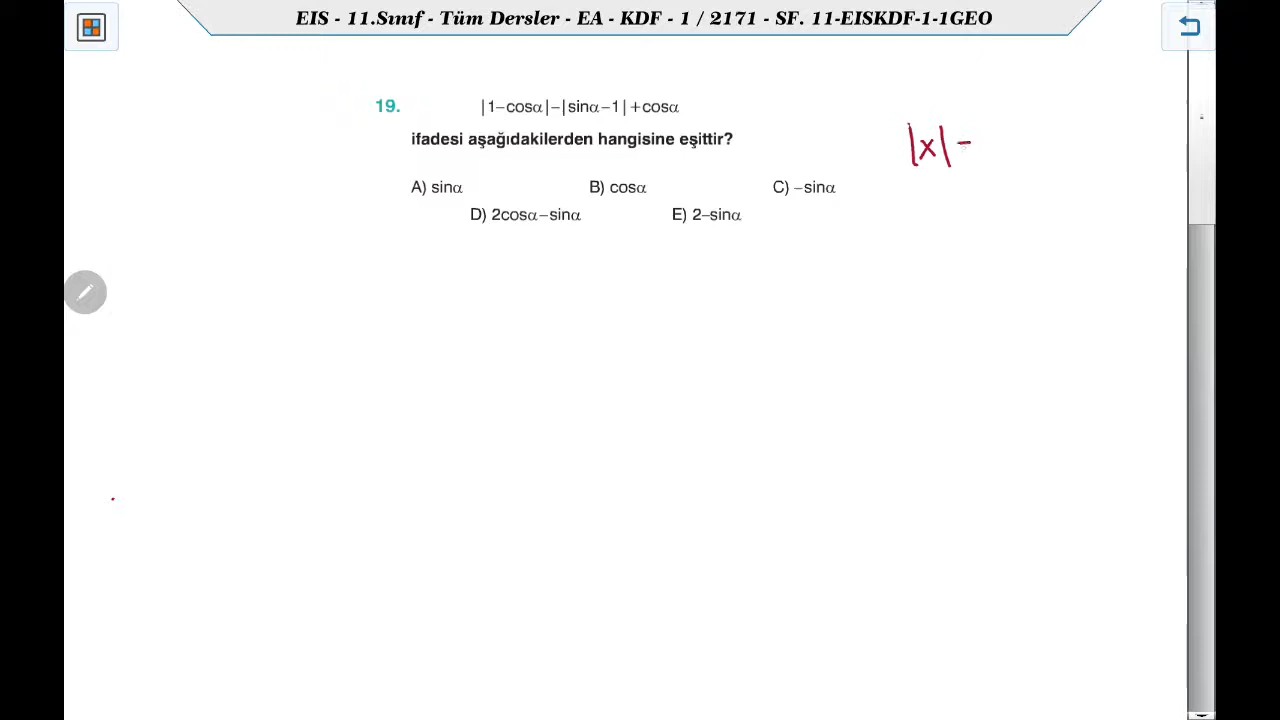 EIS - 11.Sınıf - Tüm Dersler - EA - KDF - 1 / 2171 - SF. 11-EISKDF-1-1GEO
19. |1–cosα|–|sinα–1|+cosα
ifadesi aşağıdakilerden hangisine eşittir?
|x| –
A) sinα B) cosα C) –sinα
D) 2cosα–sinα E) 2–sinα